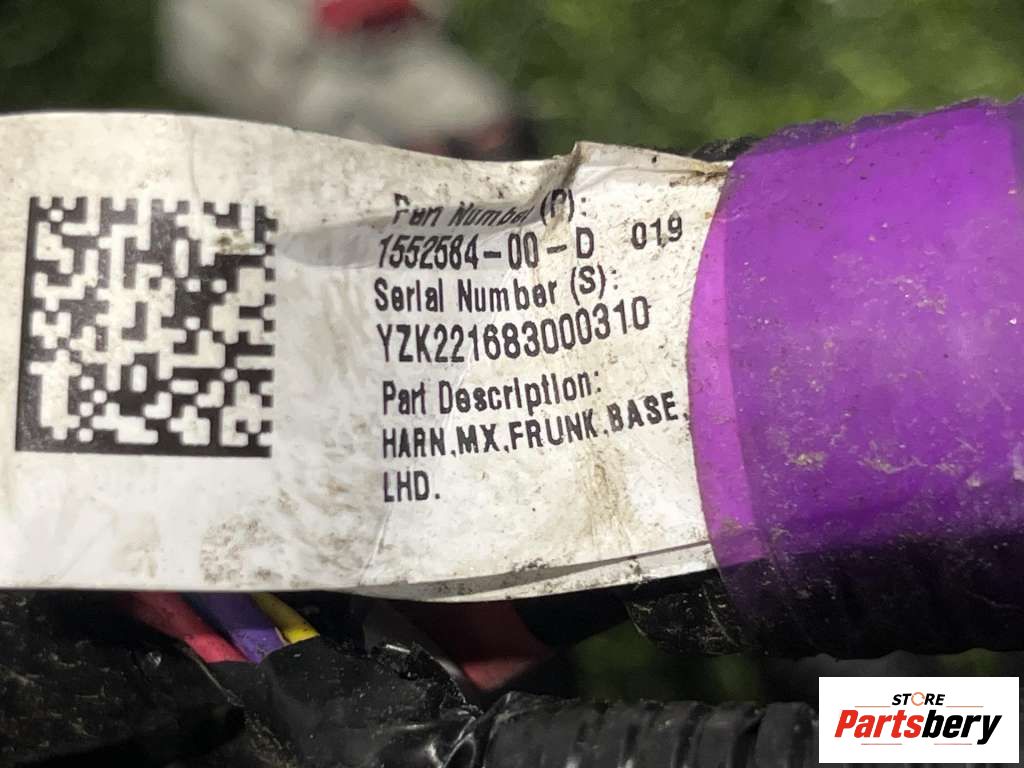 Part Number (P):
1552584-00-D 019
Serial Number (S):
YZK221683000310
Part Description:
HARN,MX,FRUNK,BASE,
LHD.
STORE
Partsbery